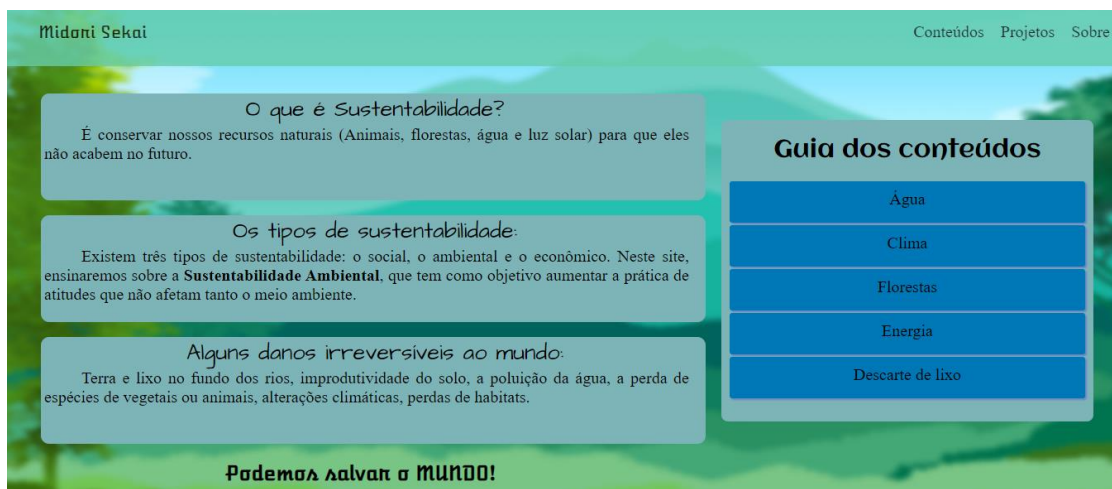 Midori Sekai
Conteúdos Projetos Sobre
O que é Sustentabilidade?
É conservar nossos recursos naturais (Animais, florestas, água e luz solar) para que eles
não acabem no futuro.
Os tipos de sustentabilidade:
Existem três tipos de sustentabilidade: o social, o ambiental e o econômico. Neste site,
ensinaremos sobre a Sustentabilidade Ambiental, que tem como objetivo aumentar a prática de
atitudes que não afetam tanto o meio ambiente.
Alguns danos irreversíveis ao mundo:
Terra e lixo no fundo dos rios, improdutividade do solo, a poluição da água, a perda de
espécies de vegetais ou animais, alterações climáticas, perdas de habitats.
Podemos salvar o MUNDO!
Guia dos conteúdos
Água
Clima
Florestas
Energia
Descarte de lixo